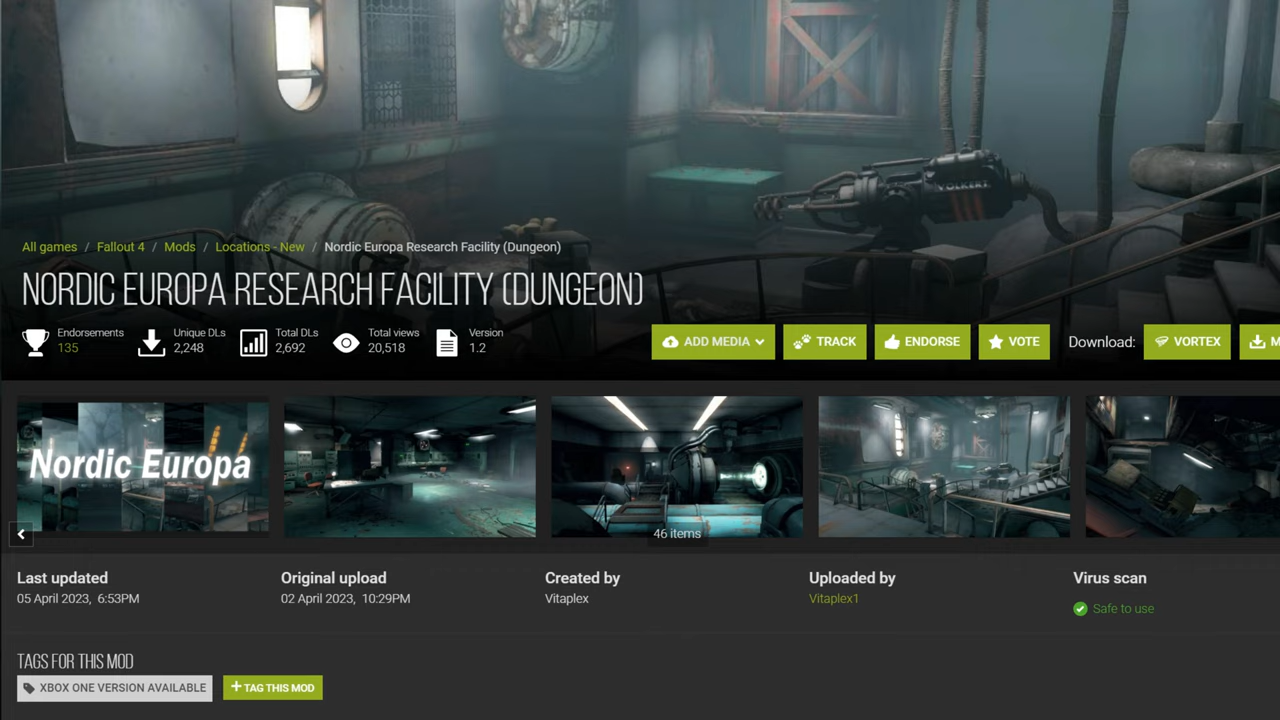 VOLKERT
All games / Fallout 4 / Mods / Locations - New / Nordic Europa Research Facility (Dungeon)
NORDIC EUROPA RESEARCH FACILITY (DUNGEON)
Endorsements
135
Unique DLs
2,248
Total DLs
2,692
Total views
20,518
Version
1.2
ADD MEDIA
TRACK
ENDORSE
VOTE
Download:
VORTEX
M
Nordic Europa
46 items
Last updated
05 April 2023, 6:53PM
Original upload
02 April 2023, 10:29PM
Created by
Vitaplex
Uploaded by
Vitaplex1
Virus scan
Safe to use
TAGS FOR THIS MOD
XBOX ONE VERSION AVAILABLE
+ TAG THIS MOD